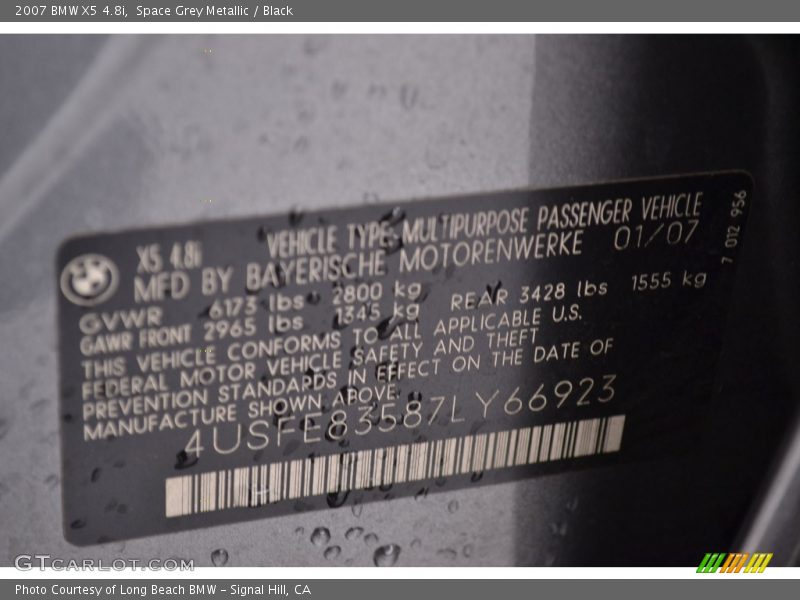 2007 BMW X5 4.8i, Space Grey Metallic / Black
X5 4.8i VEHICLE TYPE MULTIPURPOSE PASSENGER VEHICLE
MFD BY BAYERISCHE MOTORENWERKE 01/07
GVWR 6173 lbs 2800 kg
GAWR FRONT 2965 lbs 1345 kg REAR 3428 lbs 1555 kg
THIS VEHICLE CONFORMS TO ALL APPLICABLE U.S.
FEDERAL MOTOR VEHICLE SAFETY AND THEFT
PREVENTION STANDARDS IN EFFECT ON THE DATE OF
MANUFACTURE SHOWN ABOVE.
4USFE83587LY66923
7 012 956
GTCARLOT.COM
Photo Courtesy of Long Beach BMW - Signal Hill, CA